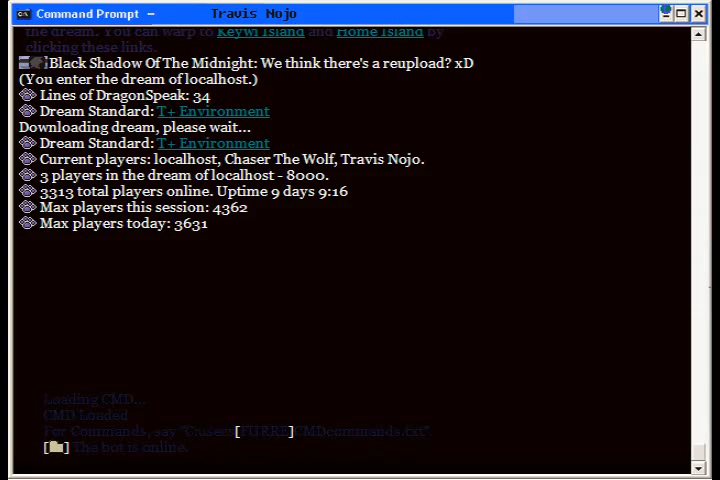 Command Prompt – Travis Nojo
the dream. You can warp to Keywi Island and Home Island by
clicking these links.
Black Shadow Of The Midnight: We think there's a reupload? xD
(You enter the dream of localhost.)
Lines of DragonSpeak: 34
Dream Standard: T+ Environment
Downloading dream, please wait...
Dream Standard: T+ Environment
Current players: localhost, Chaser The Wolf, Travis Nojo.
3 players in the dream of localhost - 8000.
3313 total players online. Uptime 9 days 9:16
Max players this session: 4362
Max players today: 3631
Loading CMD...
CMD Loaded
For Commands, say "C:\users[FURRE]CMDcommands.txt"
[ ] The bot is online.